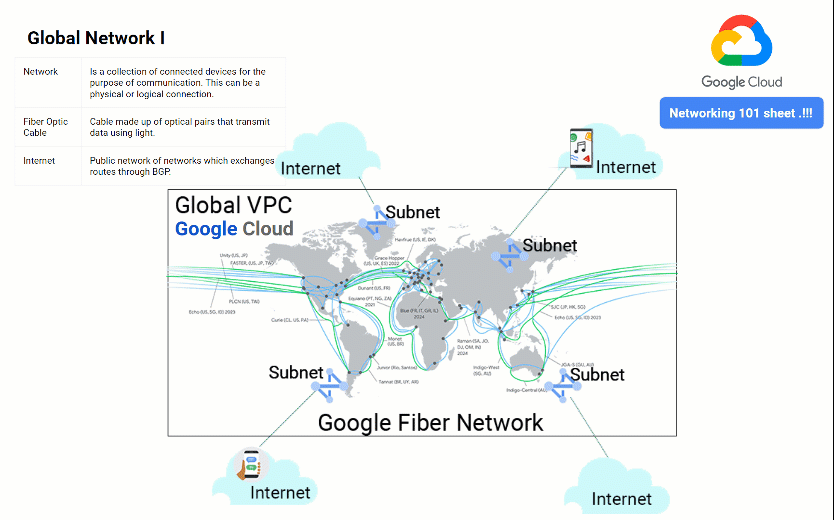 Global Network I
Network
Is a collection of connected devices for the
purpose of communication. This can be a
physical or logical connection.
Fiber Optic
Cable
Cable made up of optical pairs that transmit
data using light.
Internet
Public network of networks which exchanges
routes through BGP.
Google Cloud
Networking 101 sheet .!!!
Internet
Internet
Global VPC
Google Cloud
Subnet
Subnet
Havfrue (US, IE, DK)
Unity (US, JP)
FASTER, (US, JP, TW)
Grace Hopper
(US, UK, ES) 2022
Dunant (US, FR)
PLCN (US, TW)
Equiano (PT, NG, ZA)
2021
Echo (US, SG, ID) 2023
Blue (FR, IT, GR, IL)
2024
SJC (JP, HK, SG)
Echo (US, SG, ID) 2023
Curie (CL, US, PA)
Monet
(US, BR)
Raman (SA, JO,
DJ, OM, IN)
2024
Junior (Rio, Santos)
Tannat (BR, UY, AR)
Indigo-West
(SG, AU)
JGA-S (GU, AU)
Indigo-Central (AU)
Subnet
Subnet
Google Fiber Network
Internet
Internet